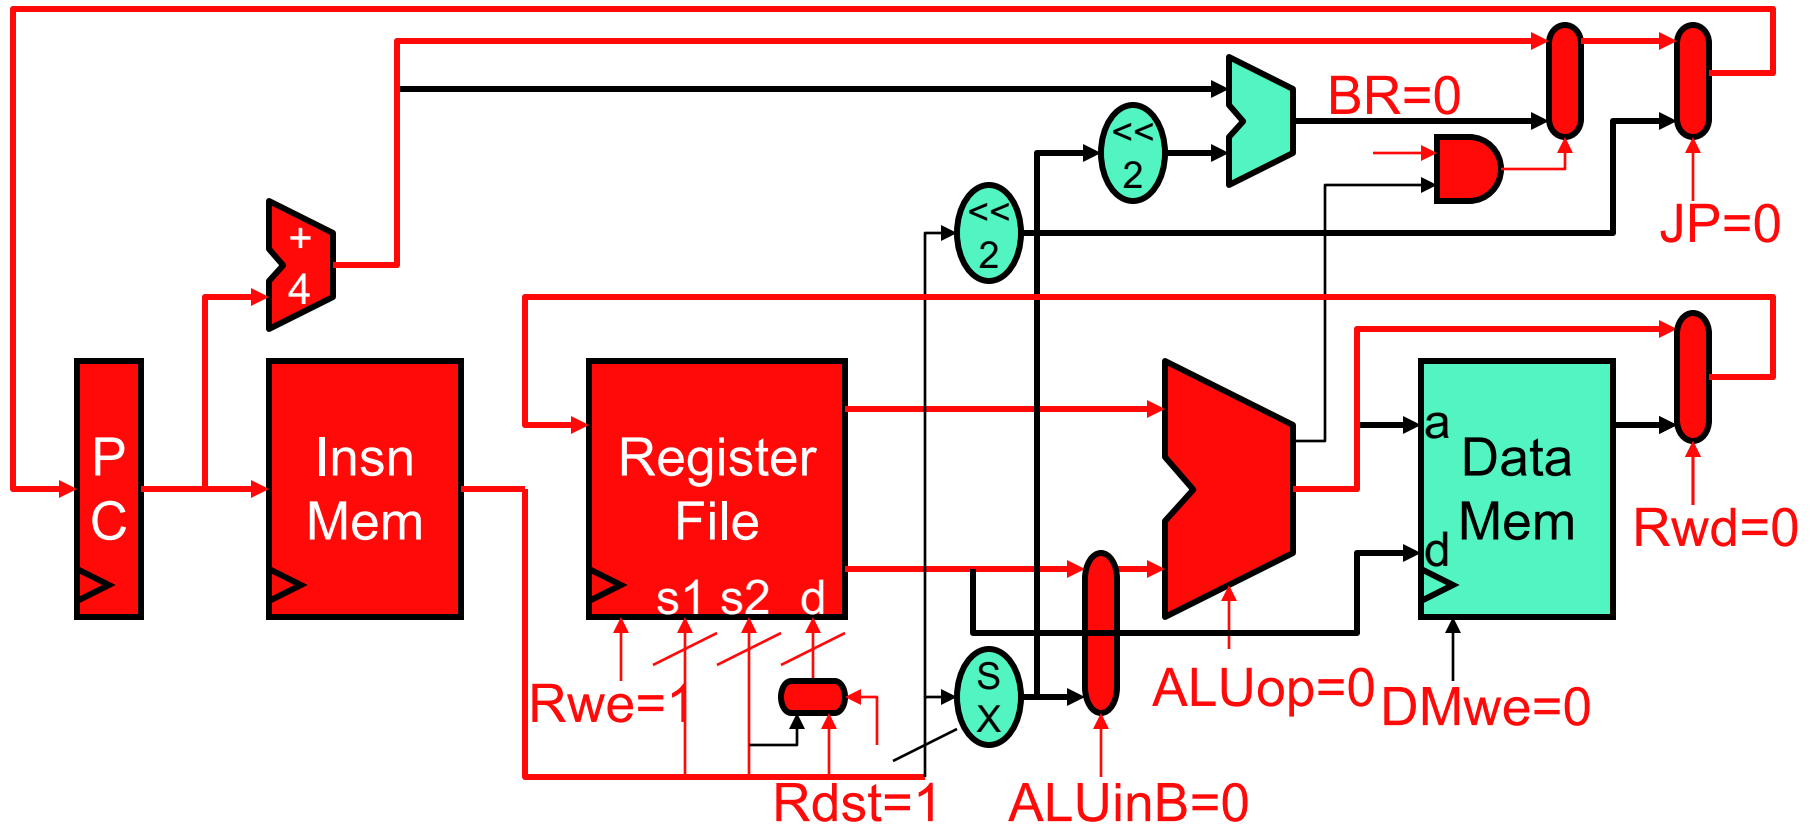 BR=0
<<
2
<<
2
JP=0
+
4
P
C
Insn
Mem
Register
File
s1 s2 d
a
d
Data
Mem
Rwd=0
Rwe=1
S
X
ALUop=0
DMwe=0
Rdst=1
ALUinB=0